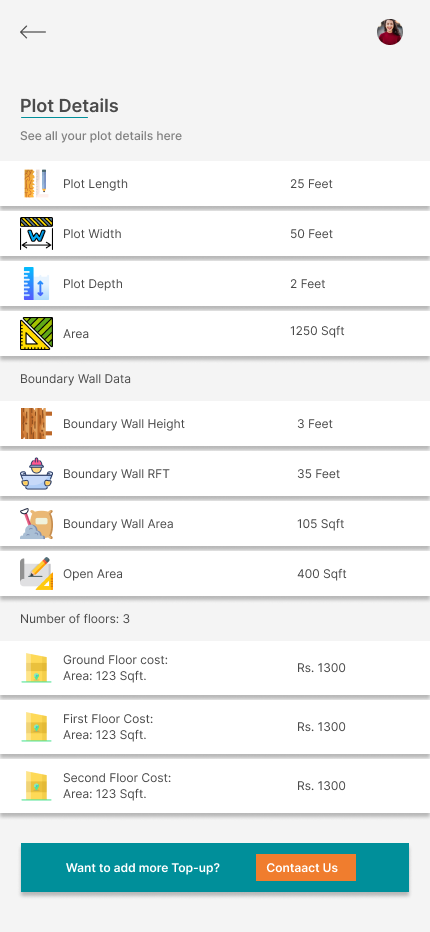 Plot Details
See all your plot details here
Plot Length 25 Feet
W
Plot Width 50 Feet
Plot Depth 2 Feet
Area 1250 Sqft
Boundary Wall Data
Boundary Wall Height 3 Feet
Boundary Wall RFT 35 Feet
Boundary Wall Area 105 Sqft
Open Area 400 Sqft
Number of floors: 3
Ground Floor cost:
Area: 123 Sqft. Rs. 1300
First Floor Cost:
Area: 123 Sqft. Rs. 1300
Second Floor Cost:
Area: 123 Sqft. Rs. 1300
Want to add more Top-up? Contaact Us